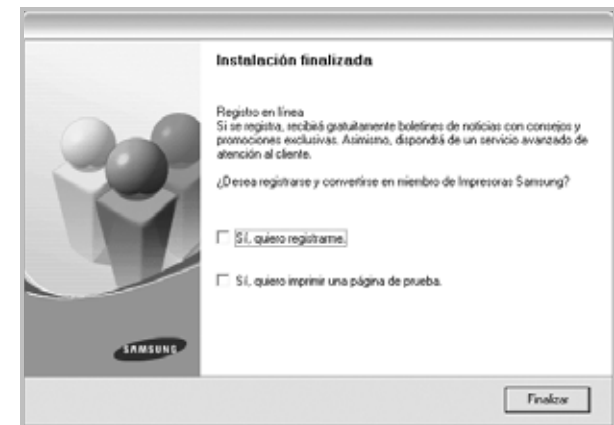 Instalación finalizada
Registro en línea
Si se registra, recibirá gratuitamente boletines de noticias con consejos y
promociones exclusivas. Asimismo, dispondrá de un servicio avanzado de
atención al cliente.
¿Desea registrarse y convertirse en miembro de Impresoras Samsung?
Sí, quiero registrarme.
Sí, quiero imprimir una página de prueba.
SAMSUNG
Finalizar